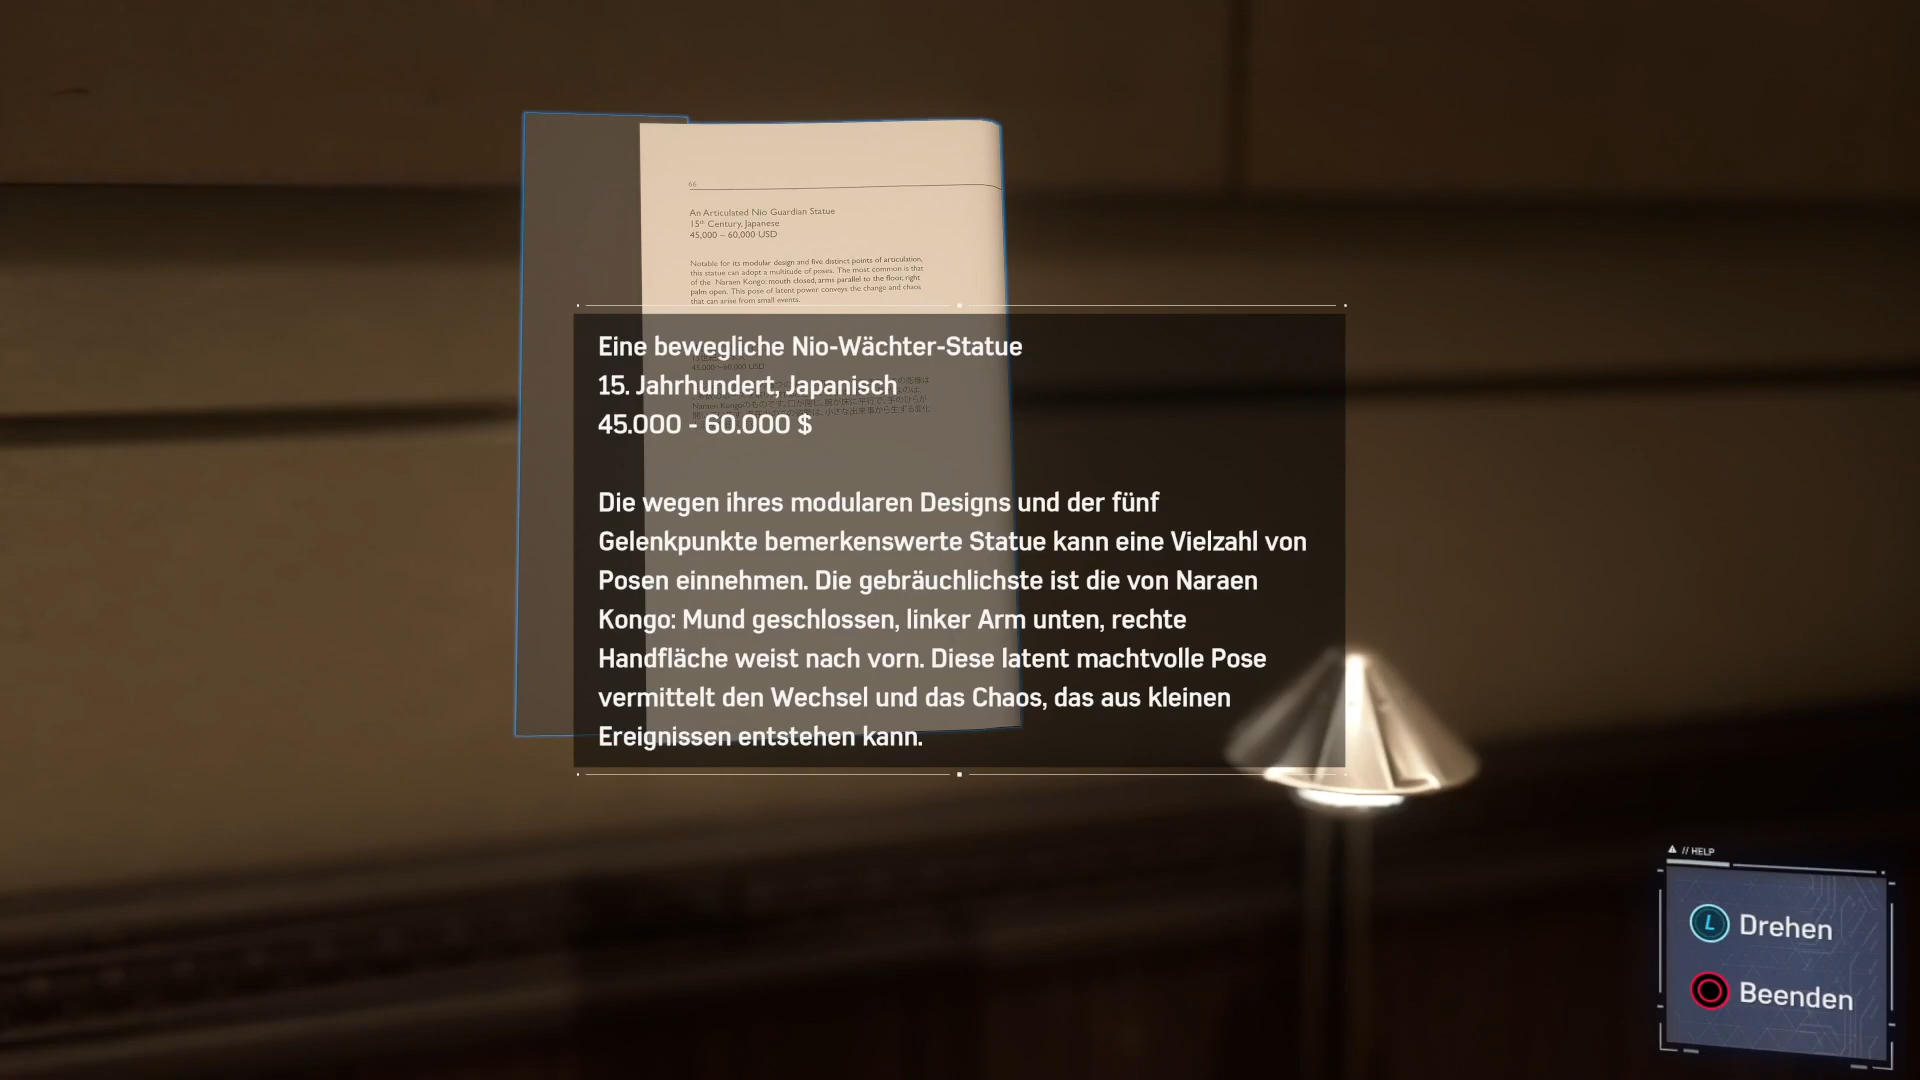 66
An Articulated Nio Guardian Statue
15th Century, Japanese
45,000 – 60,000 USD
Notable for its modular design and five distinct points of articulation,
this statue can adopt a multitude of poses. The most common is that
of the Naraen Kongo: mouth closed, arms parallel to the floor, right
palm open. This pose of latent power conveys the change and chaos
that can arise from small events.
Eine bewegliche Nio-Wächter-Statue
15. Jahrhundert, Japanisch
45.000 - 60.000 $
Die wegen ihres modularen Designs und der fünf
Gelenkpunkte bemerkenswerte Statue kann eine Vielzahl von
Posen einnehmen. Die gebräuchlichste ist die von Naraen
Kongo: Mund geschlossen, linker Arm unten, rechte
Handfläche weist nach vorn. Diese latent machtvolle Pose
vermittelt den Wechsel und das Chaos, das aus kleinen
Ereignissen entstehen kann.
// HELP
L Drehen
Beenden